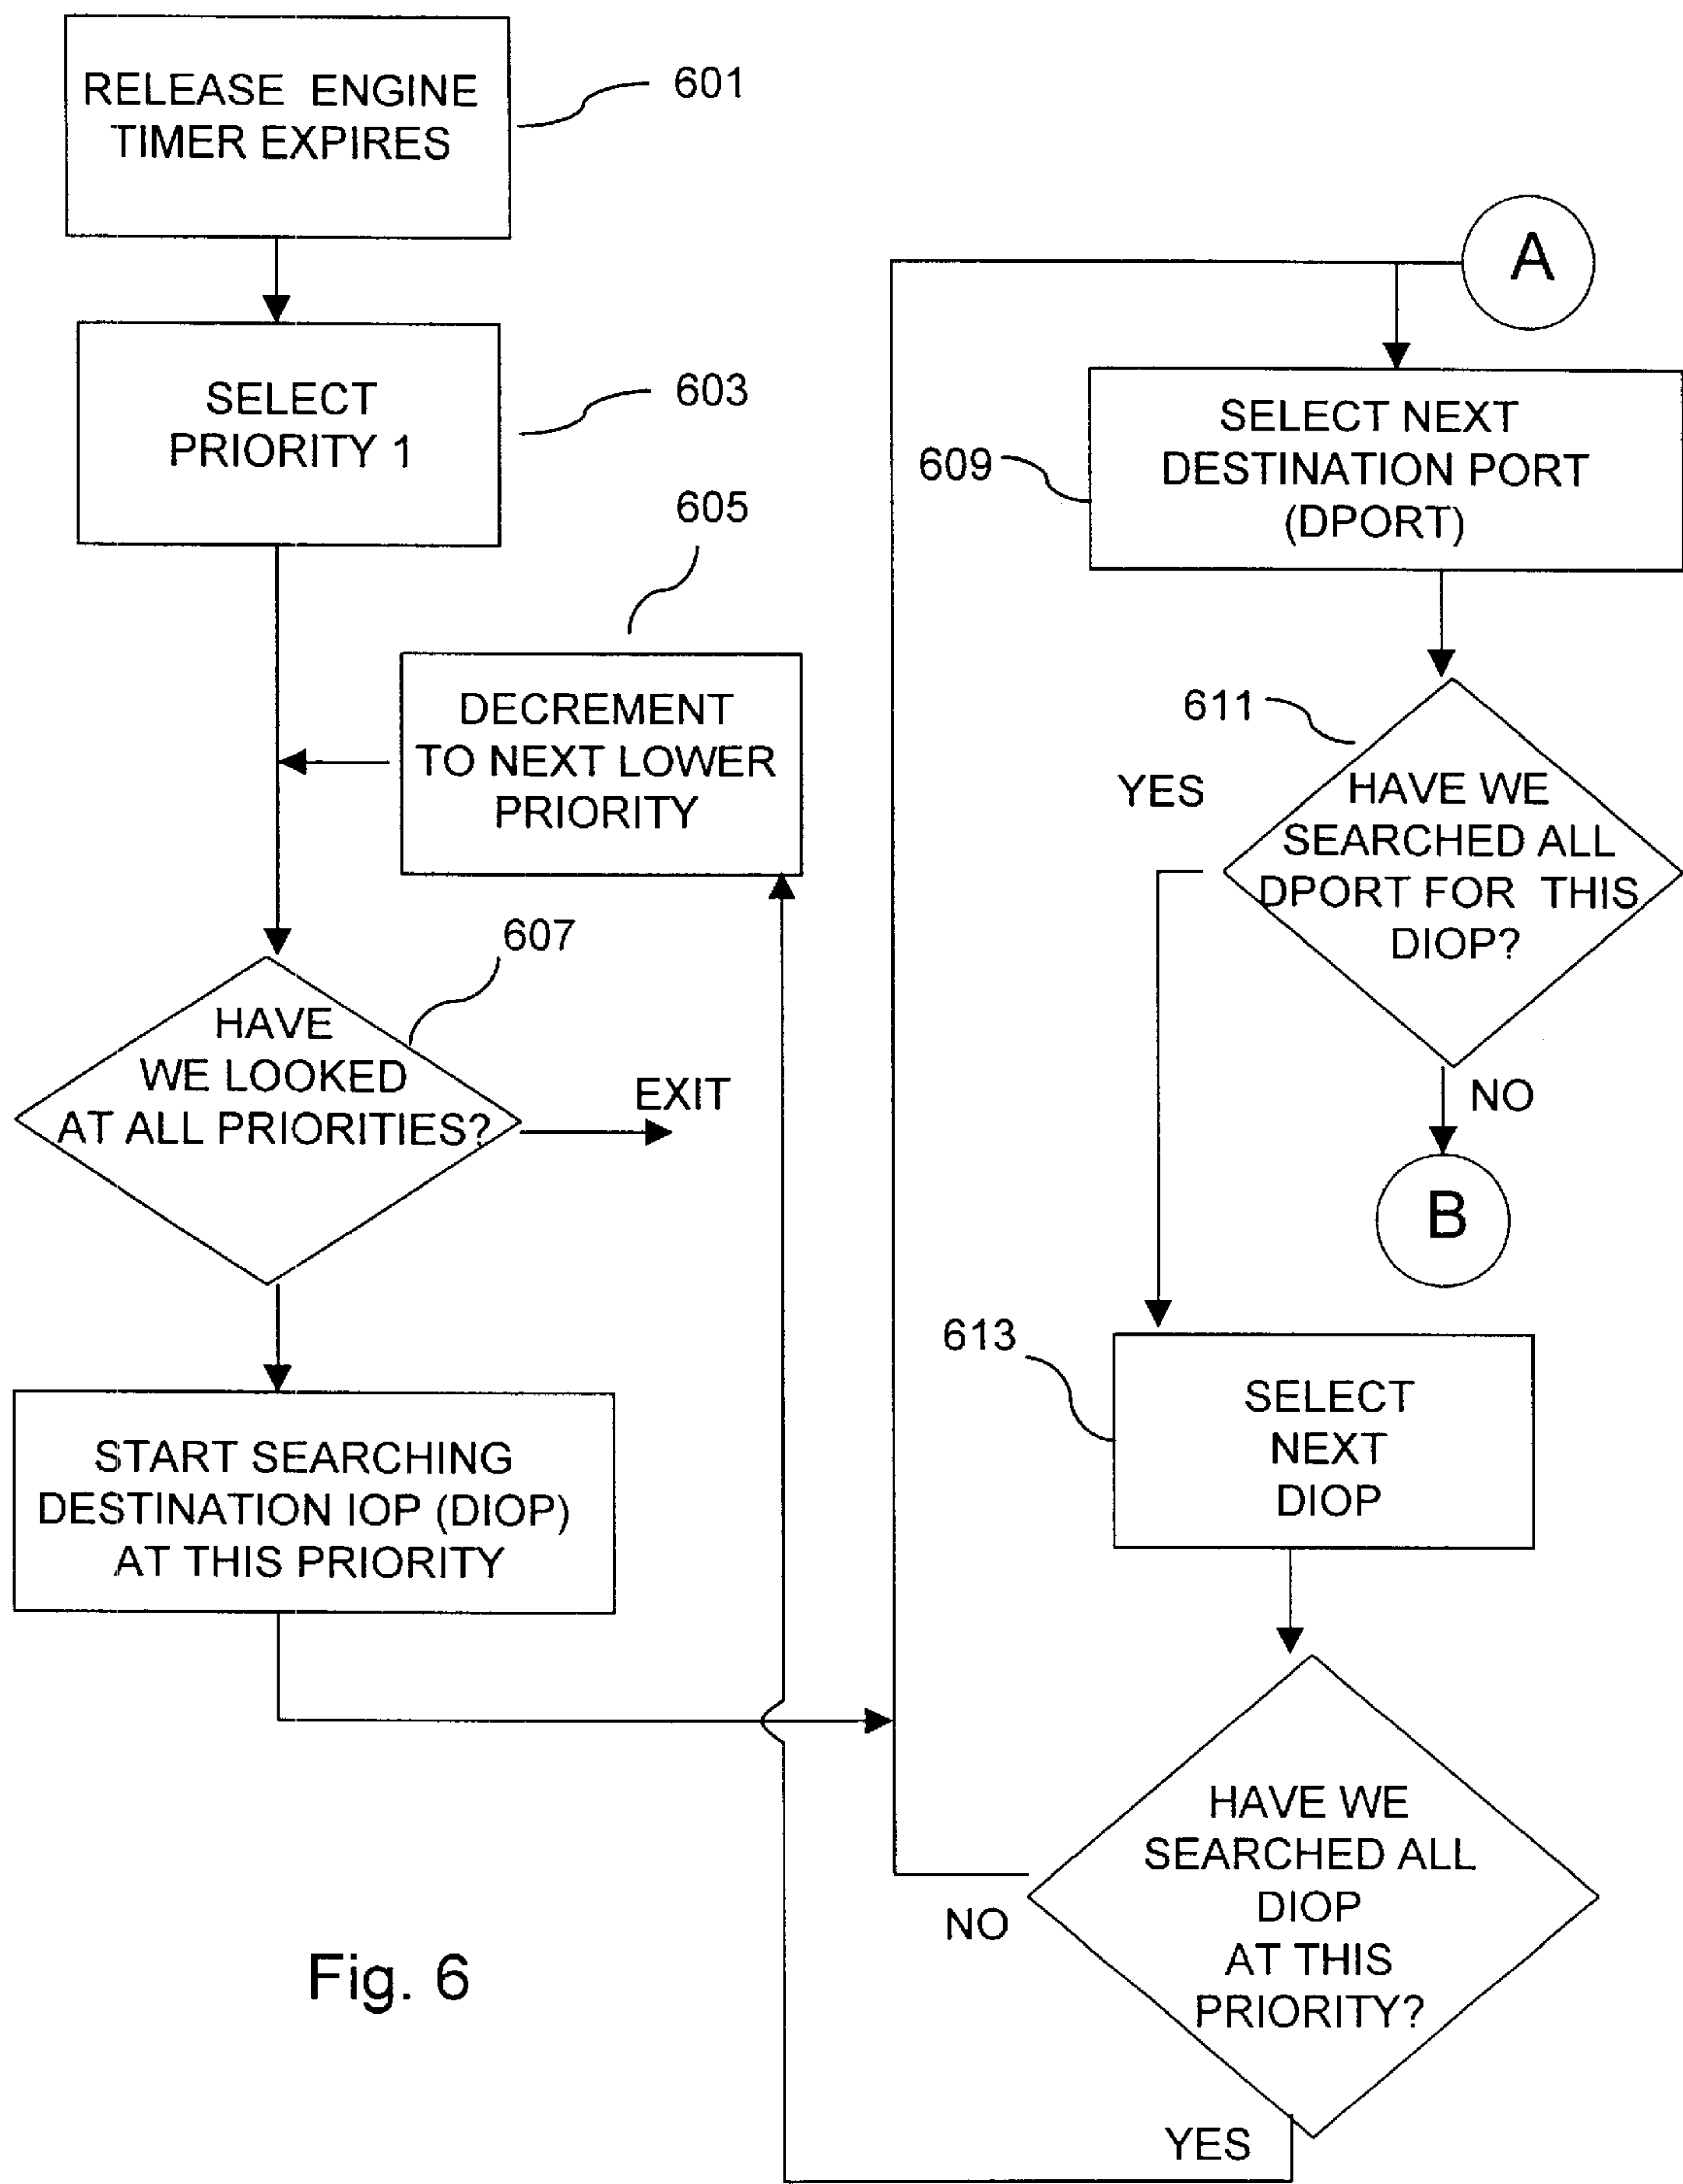 RELEASE ENGINE
TIMER EXPIRES
601
SELECT
PRIORITY 1
603
605
DECREMENT
TO NEXT LOWER
PRIORITY
607
HAVE
WE LOOKED
AT ALL PRIORITIES?
EXIT
START SEARCHING
DESTINATION IOP (DIOP)
AT THIS PRIORITY
A
SELECT NEXT
DESTINATION PORT
(DPORT)
609
611
YES
HAVE WE
SEARCHED ALL
DPORT FOR THIS
DIOP?
NO
B
613
SELECT
NEXT
DIOP
HAVE WE
SEARCHED ALL
DIOP
AT THIS
PRIORITY?
NO
YES
Fig. 6